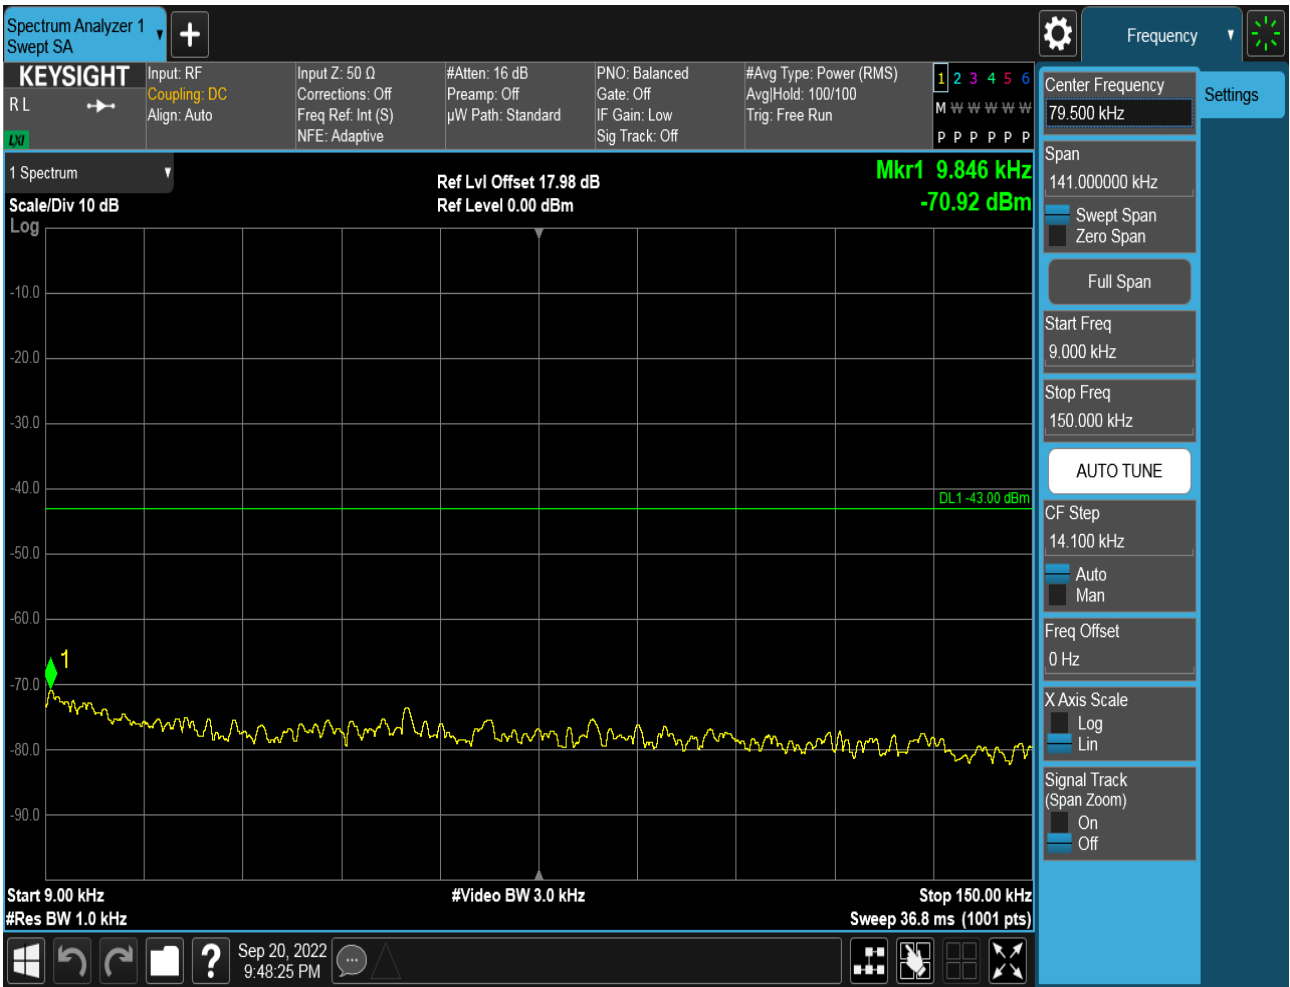 Spectrum Analyzer 1
Swept SA
+
Frequency
KEYSIGHT
R L
LXI
Input: RF
Coupling: DC
Align: Auto
Input Z: 50 Ω
Corrections: Off
Freq Ref: Int (S)
NFE: Adaptive
#Atten: 16 dB
Preamp: Off
µW Path: Standard
PNO: Balanced
Gate: Off
IF Gain: Low
Sig Track: Off
#Avg Type: Power (RMS)
Avg|Hold: 100/100
Trig: Free Run
1 2 3 4 5 6
M W W W W W
P P P P P P
1 Spectrum
Scale/Div 10 dB
Log
Ref Lvl Offset 17.98 dB
Ref Level 0.00 dBm
Mkr1 9.846 kHz
-70.92 dBm
-10.0
-20.0
-30.0
-40.0
DL1 -43.00 dBm
-50.0
-60.0
1
-70.0
-80.0
-90.0
Start 9.00 kHz
#Video BW 3.0 kHz
Stop 150.00 kHz
#Res BW 1.0 kHz
Sweep 36.8 ms (1001 pts)
?
Sep 20, 2022
9:48:25 PM
Settings
Center Frequency
79.500 kHz
Span
141.000000 kHz
Swept Span
Zero Span
Full Span
Start Freq
9.000 kHz
Stop Freq
150.000 kHz
AUTO TUNE
CF Step
14.100 kHz
Auto
Man
Freq Offset
0 Hz
X Axis Scale
Log
Lin
Signal Track
(Span Zoom)
On
Off